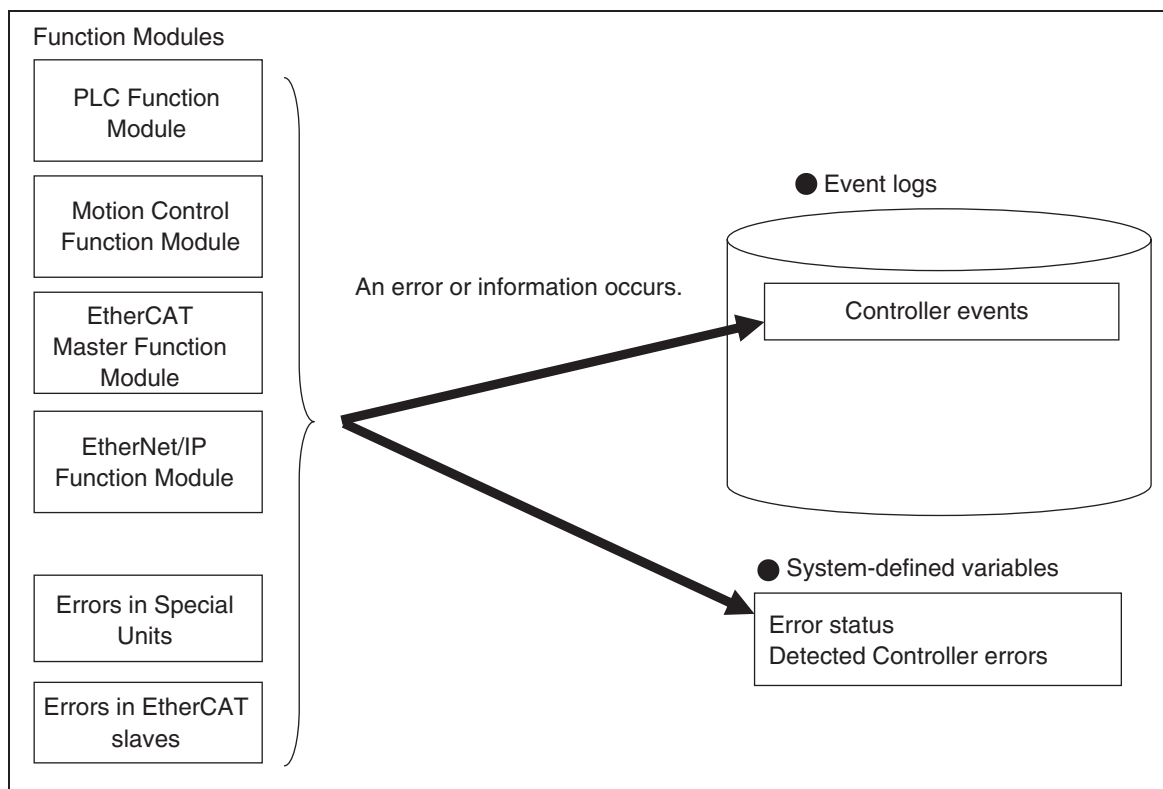 Function Modules
PLC Function
Module
Motion Control
Function Module
EtherCAT
Master Function
Module
EtherNet/IP
Function Module
Errors in Special
Units
Errors in EtherCAT
slaves
An error or information occurs.
● Event logs
Controller events
● System-defined variables
Error status
Detected Controller errors